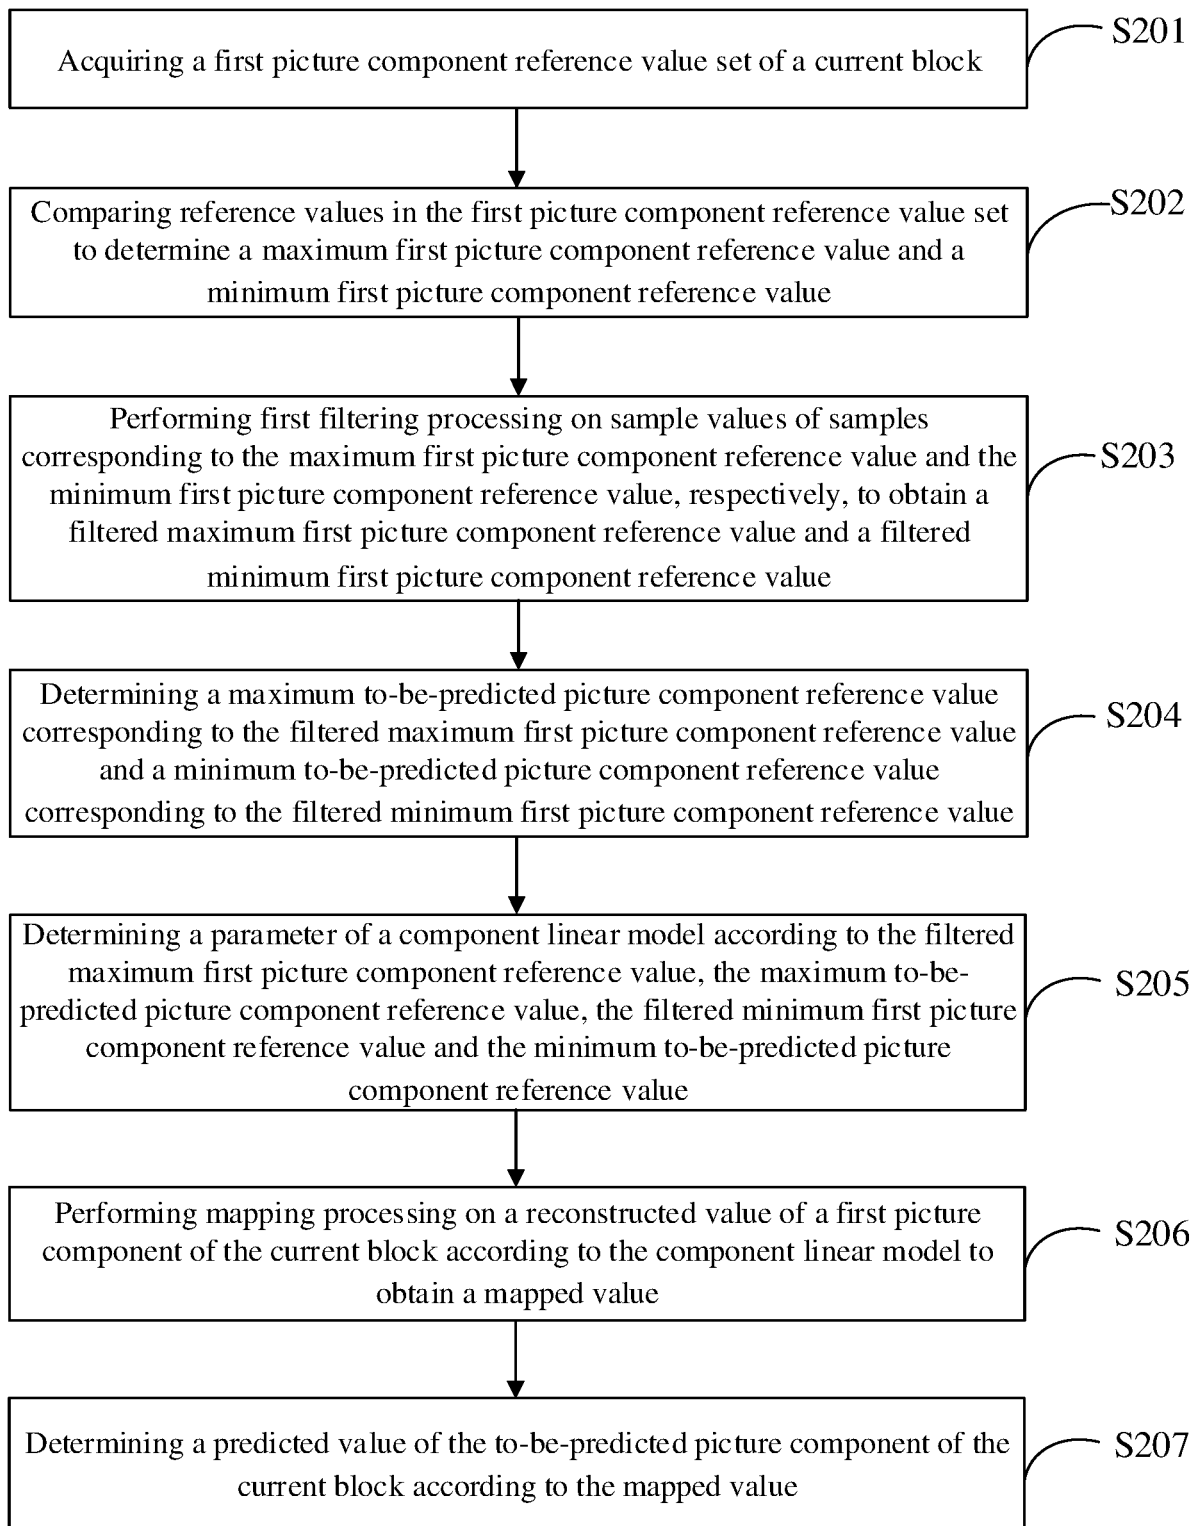 Acquiring a first picture component reference value set of a current block
S201
Comparing reference values in the first picture component reference value set
to determine a maximum first picture component reference value and a
minimum first picture component reference value
S202
Performing first filtering processing on sample values of samples
corresponding to the maximum first picture component reference value and the
minimum first picture component reference value, respectively, to obtain a
filtered maximum first picture component reference value and a filtered
minimum first picture component reference value
S203
Determining a maximum to-be-predicted picture component reference value
corresponding to the filtered maximum first picture component reference value
and a minimum to-be-predicted picture component reference value
corresponding to the filtered minimum first picture component reference value
S204
Determining a parameter of a component linear model according to the filtered
maximum first picture component reference value, the maximum to-be-
predicted picture component reference value, the filtered minimum first picture
component reference value and the minimum to-be-predicted picture
component reference value
S205
Performing mapping processing on a reconstructed value of a first picture
component of the current block according to the component linear model to
obtain a mapped value
S206
Determining a predicted value of the to-be-predicted picture component of the
current block according to the mapped value
S207